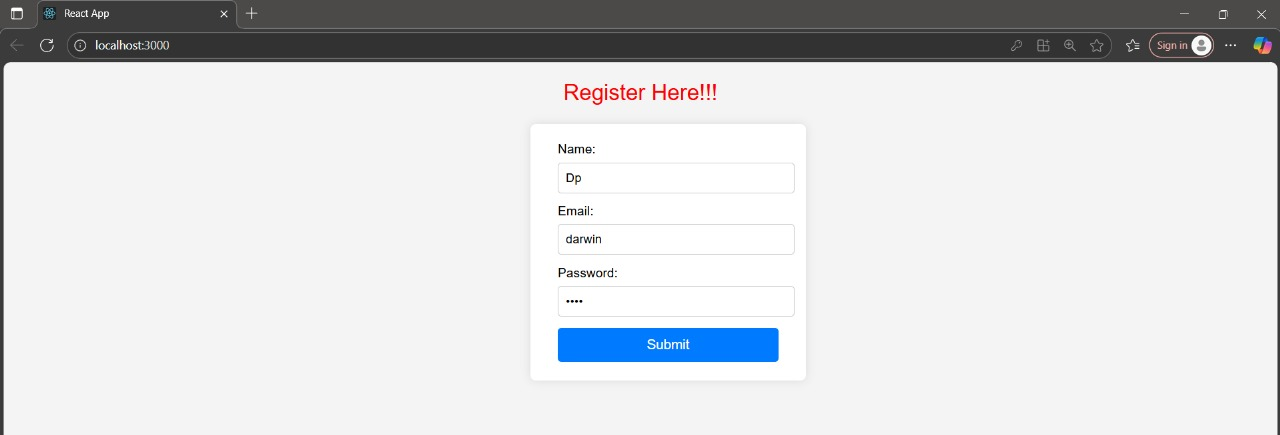 React App
localhost:3000
Sign in
Register Here!!!
Name:
Dp
Email:
darwin
Password:
••••
Submit